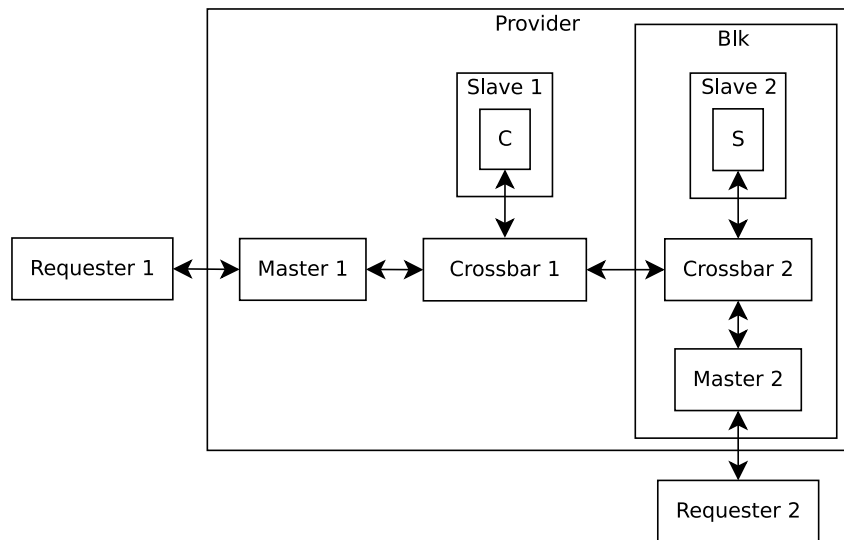 Provider
Blk
Slave 1
Slave 2
C
S
Requester 1
Master 1
Crossbar 1
Crossbar 2
Master 2
Requester 2